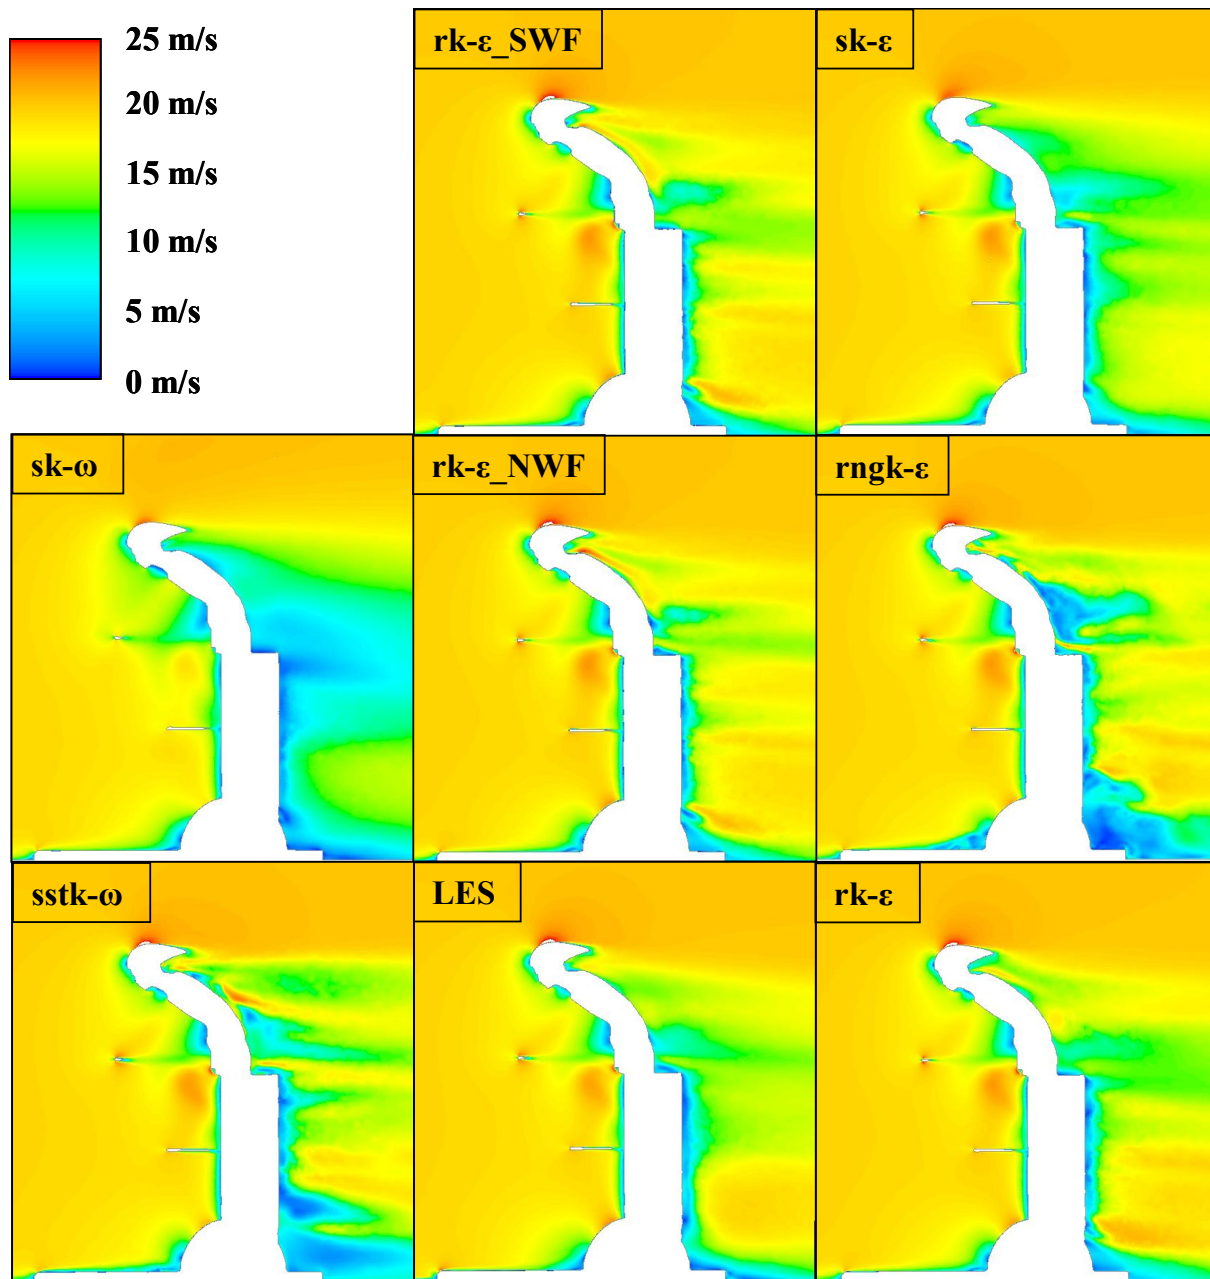 25 m/s
20 m/s
15 m/s
10 m/s
5 m/s
0 m/s
rk-ε_SWF
sk-ε
sk-ω
rk-ε_NWF
rngk-ε
sstk-ω
LES
rk-ε